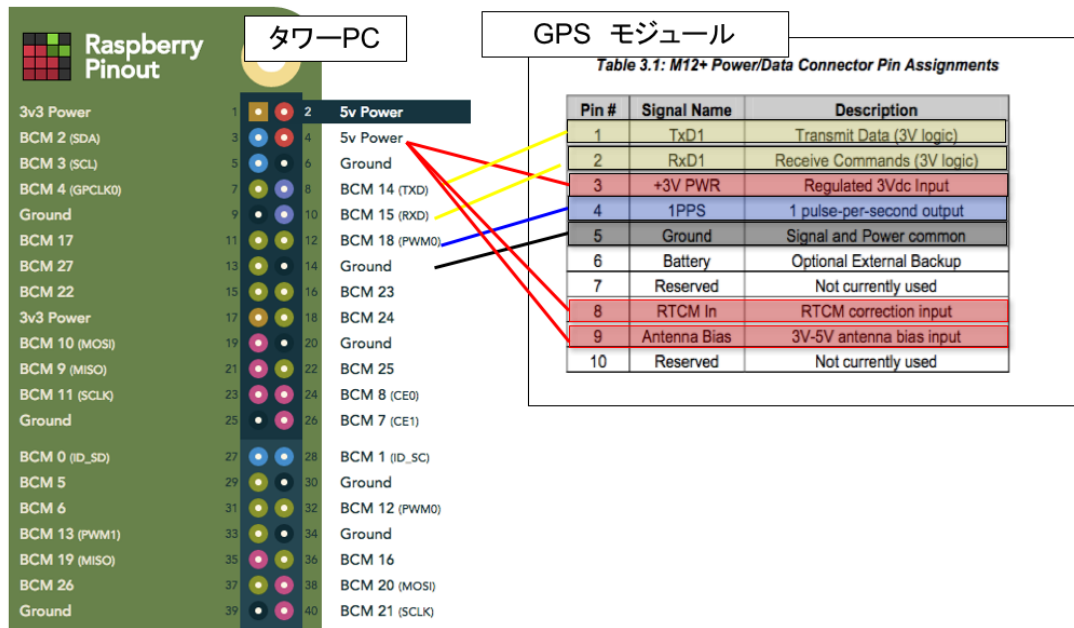 Raspberry
Pinout
タワーPC
GPS モジュール
Table 3.1: M12+ Power/Data Connector Pin Assignments
3v3 Power 1 2 5v Power
BCM 2 (SDA) 3 4 5v Power
BCM 3 (SCL) 5 6 Ground
BCM 4 (GPCLK0) 7 8 BCM 14 (TXD)
Ground 9 10 BCM 15 (RXD)
BCM 17 11 12 BCM 18 (PWM0)
BCM 27 13 14 Ground
BCM 22 15 16 BCM 23
3v3 Power 17 18 BCM 24
BCM 10 (MOSI) 19 20 Ground
BCM 9 (MISO) 21 22 BCM 25
BCM 11 (SCLK) 23 24 BCM 8 (CE0)
Ground 25 26 BCM 7 (CE1)
BCM 0 (ID_SD) 27 28 BCM 1 (ID_SC)
BCM 5 29 30 Ground
BCM 6 31 32 BCM 12 (PWM0)
BCM 13 (PWM1) 33 34 Ground
BCM 19 (MISO) 35 36 BCM 16
BCM 26 37 38 BCM 20 (MOSI)
Ground 39 40 BCM 21 (SCLK)
Pin # Signal Name Description
1 TxD1 Transmit Data (3V logic)
2 RxD1 Receive Commands (3V logic)
3 +3V PWR Regulated 3Vdc Input
4 1PPS 1 pulse-per-second output
5 Ground Signal and Power common
6 Battery Optional External Backup
7 Reserved Not currently used
8 RTCM In RTCM correction input
9 Antenna Bias 3V-5V antenna bias input
10 Reserved Not currently used